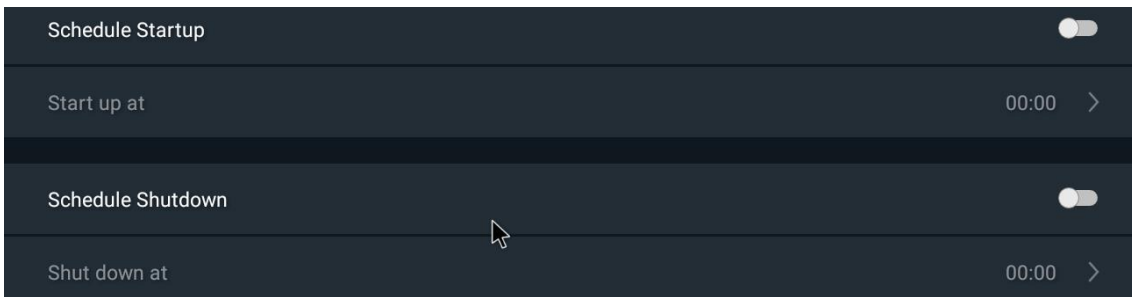 Schedule Startup
Start up at 00:00
Schedule Shutdown
Shut down at 00:00